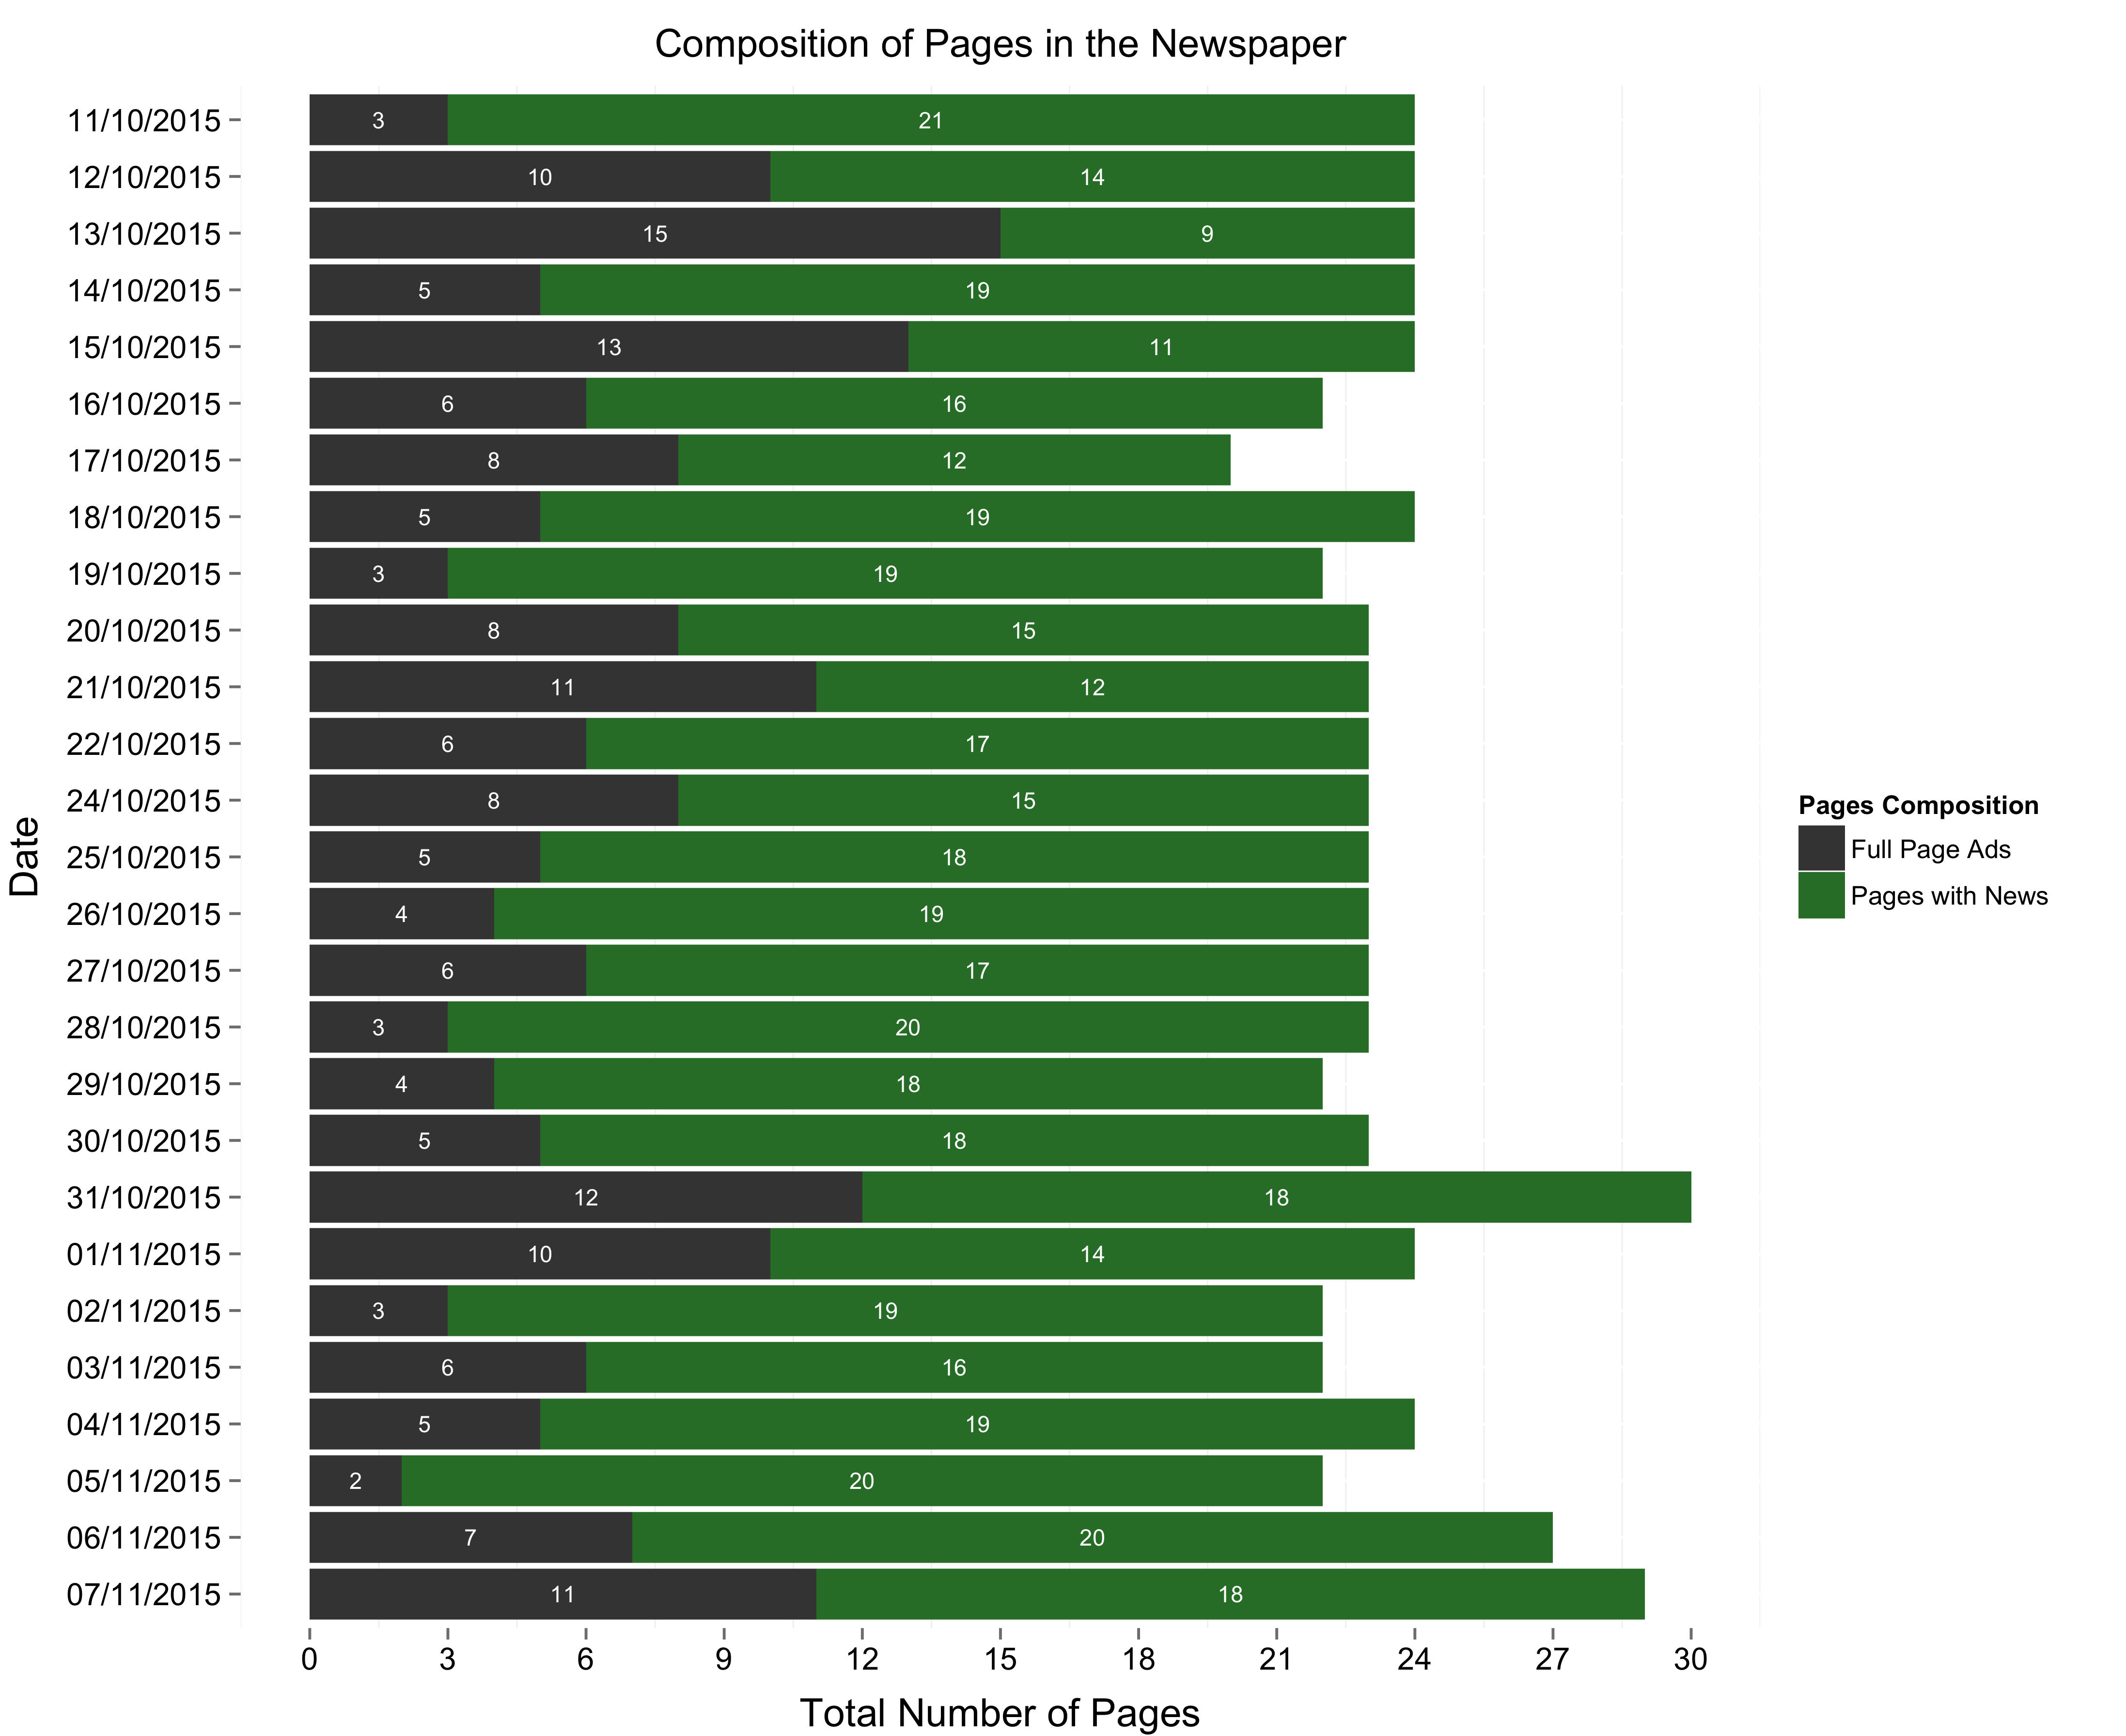 Composition of Pages in the Newspaper
11/10/2015 3 21
12/10/2015 10 14
13/10/2015 15 9
14/10/2015 5 19
15/10/2015 13 11
16/10/2015 6 16
17/10/2015 8 12
18/10/2015 5 19
19/10/2015 3 19
20/10/2015 8 15
21/10/2015 11 12
22/10/2015 6 17
24/10/2015 8 15
25/10/2015 5 18
26/10/2015 4 19
27/10/2015 6 17
28/10/2015 3 20
29/10/2015 4 18
30/10/2015 5 18
31/10/2015 12 18
01/11/2015 10 14
02/11/2015 3 19
03/11/2015 6 16
04/11/2015 5 19
05/11/2015 2 20
06/11/2015 7 20
07/11/2015 11 18
0 3 6 9 12 15 18 21 24 27 30
Total Number of Pages
Date
Pages Composition
Full Page Ads
Pages with News